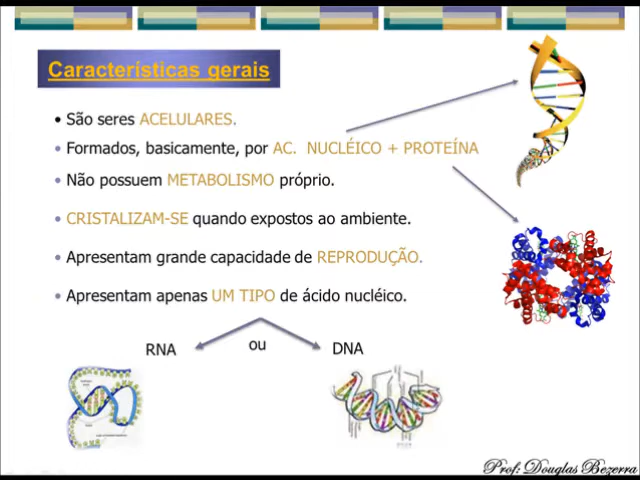 Características gerais
• São seres ACELULARES.
• Formados, basicamente, por AC. NUCLÉICO + PROTEÍNA
• Não possuem METABOLISMO próprio.
• CRISTALIZAM-SE quando expostos ao ambiente.
• Apresentam grande capacidade de REPRODUÇÃO.
• Apresentam apenas UM TIPO de ácido nucléico.
RNA ou DNA
Prof: Douglas Bezerra